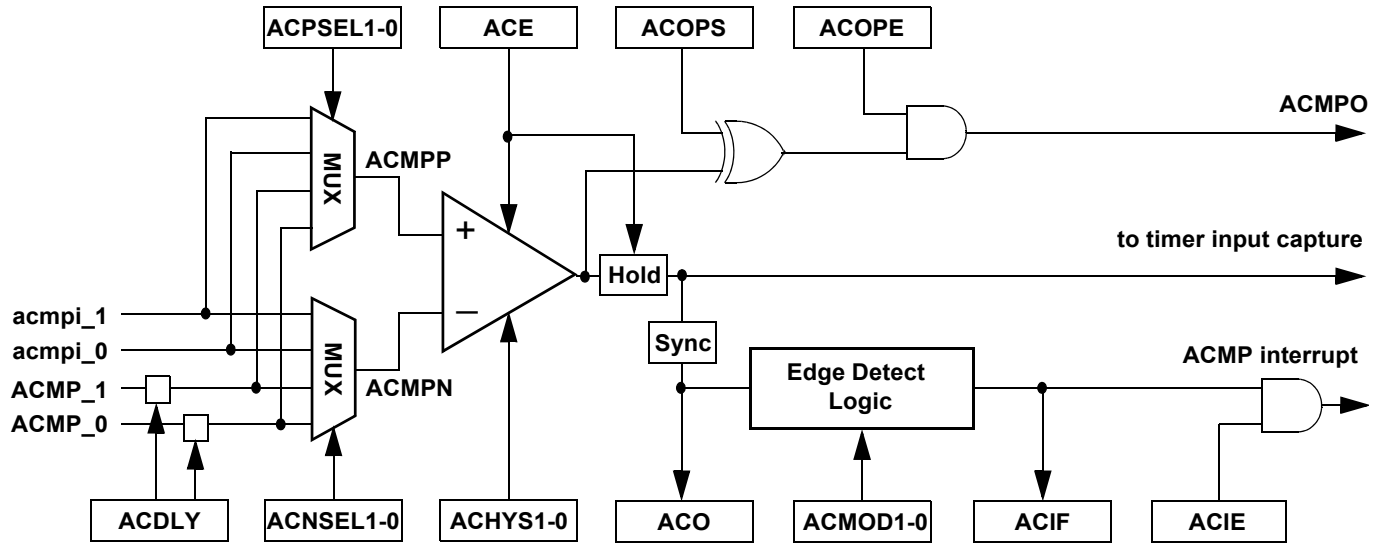 ACPSEL1-0
ACE
ACOPS
ACOPE
ACMPO
MUX
ACMPP
+
to timer input capture
Hold
acmpi_1
acmpi_0
ACMP_1
ACMP_0
MUX
ACMPN
−
Sync
Edge Detect
Logic
ACMP interrupt
ACDLY
ACNSEL1-0
ACHYS1-0
ACO
ACMOD1-0
ACIF
ACIE